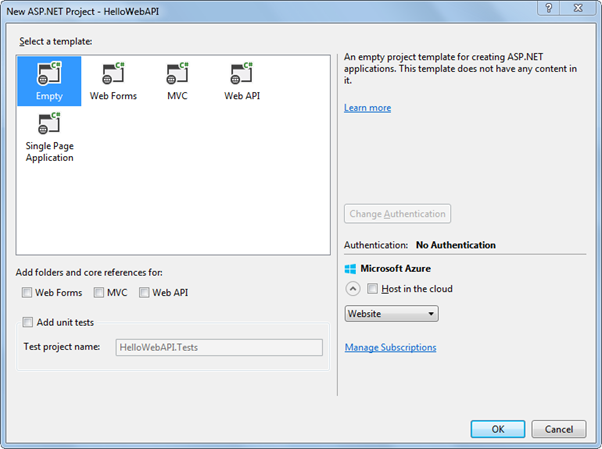 New ASP.NET Project - HelloWebAPI
Select a template:
Empty
Web Forms
MVC
Web API
Single Page
Application
An empty project template for creating ASP.NET
applications. This template does not have any content in
it.
Learn more
Change Authentication
Authentication: No Authentication
Microsoft Azure
Host in the cloud
Website
Manage Subscriptions
Add folders and core references for:
Web Forms MVC Web API
Add unit tests
Test project name: HelloWebAPI.Tests
OK Cancel